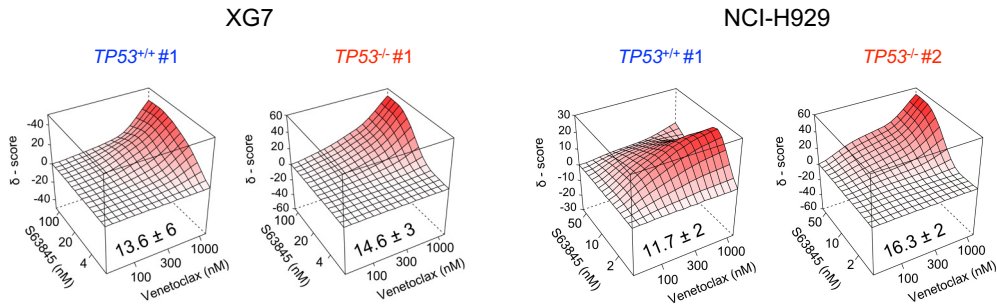 XG7
NCI-H929
TP53+/+ #1
TP53-/- #1
TP53+/+ #1
TP53-/- #2
δ - score
-40
20
0
-20
-40
100
20
4
S63845 (nM)
13.6 ± 6
100
300
1000
Venetoclax (nM)
δ - score
60
40
20
0
-20
-40
-60
100
20
4
S63845 (nM)
14.6 ± 3
100
300
1000
Venetoclax (nM)
δ - score
30
20
10
0
-10
-20
-30
50
10
2
S63845 (nM)
11.7 ± 2
100
300
1000
Venetoclax (nM)
δ - score
60
40
20
0
-20
-40
-60
50
10
2
S63845 (nM)
16.3 ± 2
100
300
1000
Venetoclax (nM)